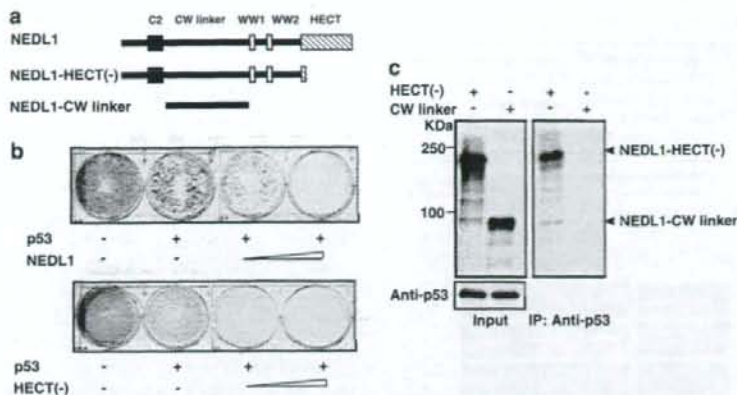 a
C2 CW linker WW1 WW2 HECT
NEDL1
NEDL1-HECT(-)
NEDL1-CW linker
b
p53 - + + +
NEDL1 - -
p53 - - + +
HECT(-) - -
c
HECT(-) + - + -
CW linker - + - +
KDa
250
100
NEDL1-HECT(-)
NEDL1-CW linker
Anti-p53
Input IP: Anti-p53